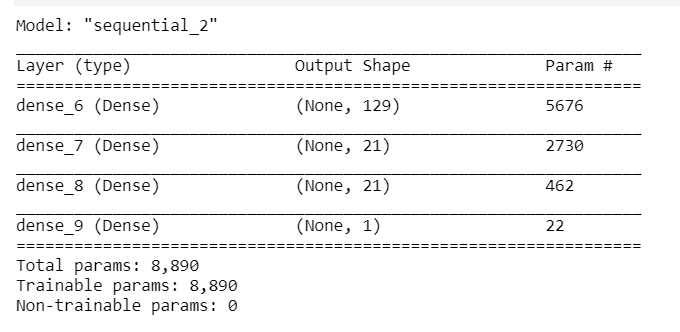 Model: "sequential_2"
Layer (type) Output Shape Param #
dense_6 (Dense) (None, 129) 5676
dense_7 (Dense) (None, 21) 2730
dense_8 (Dense) (None, 21) 462
dense_9 (Dense) (None, 1) 22
Total params: 8,890
Trainable params: 8,890
Non-trainable params: 0